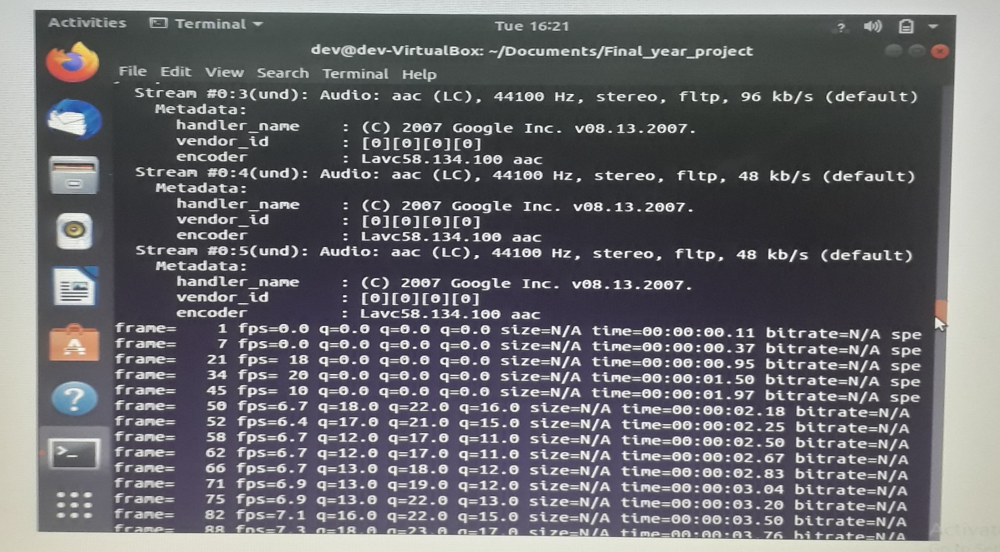 Activities Terminal Tue 16:21 ?
dev@dev-VirtualBox: ~/Documents/Final_year_project
File Edit View Search Terminal Help
Stream #0:3(und): Audio: aac (LC), 44100 Hz, stereo, fltp, 96 kb/s (default)
Metadata:
handler_name : (C) 2007 Google Inc. v08.13.2007.
vendor_id : [0][0][0][0]
encoder : Lavc58.134.100 aac
Stream #0:4(und): Audio: aac (LC), 44100 Hz, stereo, fltp, 48 kb/s (default)
Metadata:
handler_name : (C) 2007 Google Inc. v08.13.2007.
vendor_id : [0][0][0][0]
encoder : Lavc58.134.100 aac
Stream #0:5(und): Audio: aac (LC), 44100 Hz, stereo, fltp, 48 kb/s (default)
Metadata:
handler_name : (C) 2007 Google Inc. v08.13.2007.
vendor_id : [0][0][0][0]
encoder : Lavc58.134.100 aac
frame= 1 fps=0.0 q=0.0 q=0.0 q=0.0 size=N/A time=00:00:00.11 bitrate=N/A spe
frame= 7 fps=0.0 q=0.0 q=0.0 q=0.0 size=N/A time=00:00:00.37 bitrate=N/A spe
frame= 21 fps= 18 q=0.0 q=0.0 q=0.0 size=N/A time=00:00:00.95 bitrate=N/A spe
frame= 34 fps= 20 q=0.0 q=0.0 q=0.0 size=N/A time=00:00:01.50 bitrate=N/A spe
frame= 45 fps= 10 q=0.0 q=0.0 q=0.0 size=N/A time=00:00:01.97 bitrate=N/A spe
frame= 50 fps=6.7 q=18.0 q=22.0 q=16.0 size=N/A time=00:00:02.18 bitrate=N/A
frame= 52 fps=6.4 q=17.0 q=21.0 q=15.0 size=N/A time=00:00:02.25 bitrate=N/A
frame= 58 fps=6.7 q=12.0 q=17.0 q=11.0 size=N/A time=00:00:02.50 bitrate=N/A
frame= 62 fps=6.7 q=12.0 q=17.0 q=11.0 size=N/A time=00:00:02.67 bitrate=N/A
frame= 66 fps=6.7 q=13.0 q=18.0 q=12.0 size=N/A time=00:00:02.83 bitrate=N/A
frame= 71 fps=6.9 q=13.0 q=19.0 q=12.0 size=N/A time=00:00:03.04 bitrate=N/A
frame= 75 fps=6.9 q=13.0 q=22.0 q=13.0 size=N/A time=00:00:03.20 bitrate=N/A
frame= 82 fps=7.1 q=16.0 q=22.0 q=15.0 size=N/A time=00:00:03.50 bitrate=N/A
frame= 88 fps=7.3 q=18.0 q=23.0 q=17.0 size=N/A time=00:00:03.76 bitrate=N/A